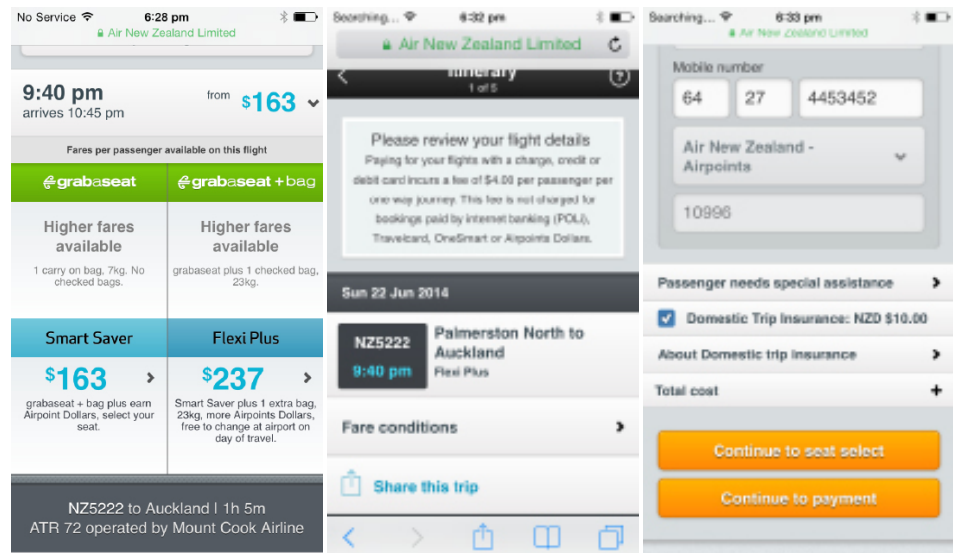 No Service 6:28 pm
Air New Zealand Limited
9:40 pm
arrives 10:45 pm
from $163
Fares per passenger available on this flight
grabaseat
grabaseat + bag
Higher fares
available
1 carry on bag, 7kg. No
checked bags.
Higher fares
available
grabaseat plus 1 checked bag,
23kg.
Smart Saver
$163
grabaseat + bag plus earn
Airpoint Dollars, select your
seat.
Flexi Plus
$237
Smart Saver plus 1 extra bag,
23kg, more Airpoints Dollars,
free to change at airport on
day of travel.
NZ5222 to Auckland | 1h 5m
ATR 72 operated by Mount Cook Airline
Searching... 6:32 pm
Air New Zealand Limited
Itinerary
1 of 5
Please review your flight details
Paying for your flights with a charge, credit or
debit card incurs a fee of $4.00 per passenger per
one way journey. This fee is not charged for
bookings paid by internet banking (POLi),
Travelcard, OneSmart or Airpoints Dollars.
Sun 22 Jun 2014
NZ5222
9:40 pm
Palmerston North to
Auckland
Flexi Plus
Fare conditions
Share this trip
Searching... 6:33 pm
Air New Zealand Limited
Mobile number
64 27 4453452
Air New Zealand -
Airpoints
10996
Passenger needs special assistance
Domestic Trip Insurance: NZD $10.00
About Domestic trip insurance
Total cost +
Continue to seat select
Continue to payment